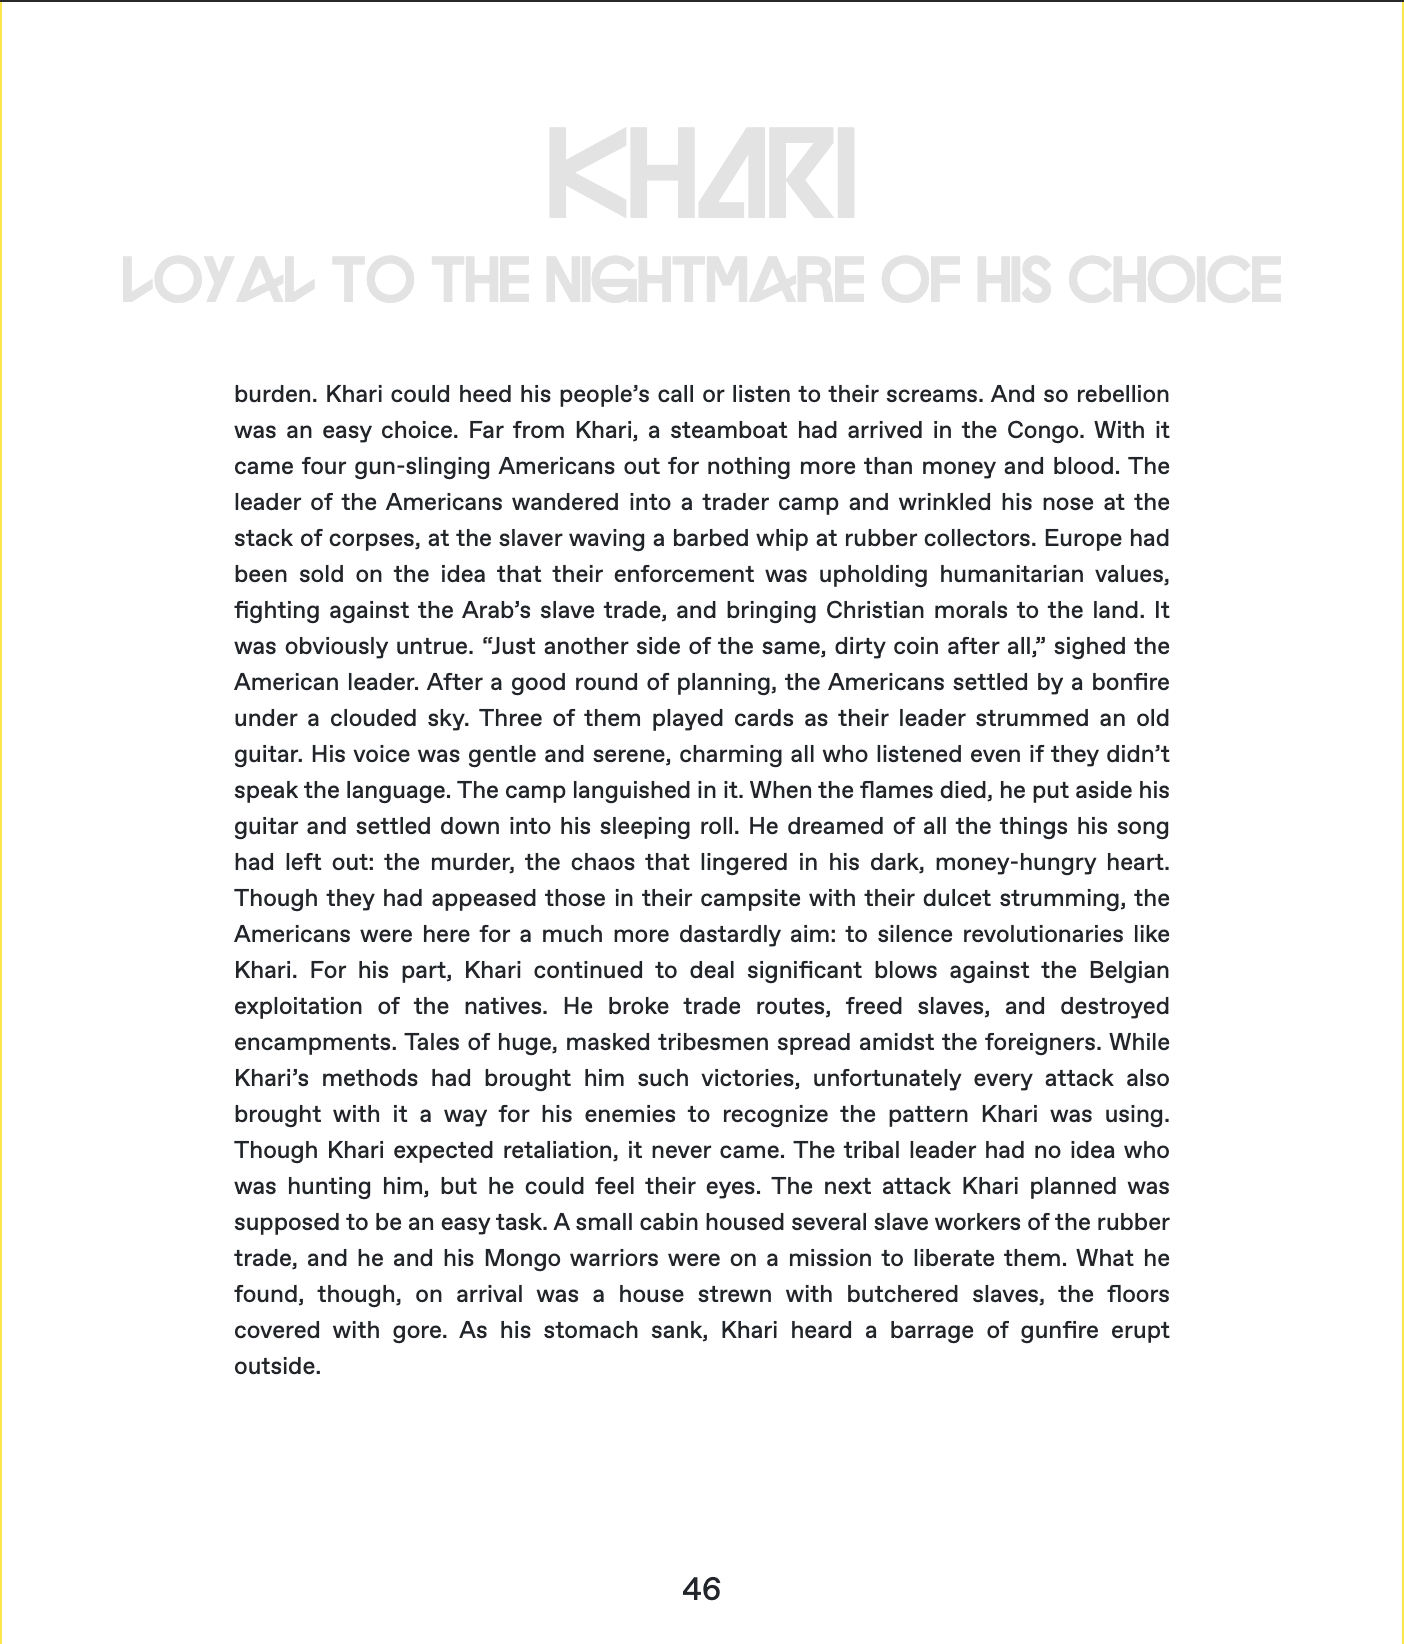 KHARI
LOYAL TO THE NIGHTMARE OF HIS CHOICE
burden. Khari could heed his people’s call or listen to their screams. And so rebellion
was an easy choice. Far from Khari, a steamboat had arrived in the Congo. With it
came four gun-slinging Americans out for nothing more than money and blood. The
leader of the Americans wandered into a trader camp and wrinkled his nose at the
stack of corpses, at the slaver waving a barbed whip at rubber collectors. Europe had
been sold on the idea that their enforcement was upholding humanitarian values,
fighting against the Arab’s slave trade, and bringing Christian morals to the land. It
was obviously untrue. “Just another side of the same, dirty coin after all,” sighed the
American leader. After a good round of planning, the Americans settled by a bonfire
under a clouded sky. Three of them played cards as their leader strummed an old
guitar. His voice was gentle and serene, charming all who listened even if they didn’t
speak the language. The camp languished in it. When the flames died, he put aside his
guitar and settled down into his sleeping roll. He dreamed of all the things his song
had left out: the murder, the chaos that lingered in his dark, money-hungry heart.
Though they had appeased those in their campsite with their dulcet strumming, the
Americans were here for a much more dastardly aim: to silence revolutionaries like
Khari. For his part, Khari continued to deal significant blows against the Belgian
exploitation of the natives. He broke trade routes, freed slaves, and destroyed
encampments. Tales of huge, masked tribesmen spread amidst the foreigners. While
Khari’s methods had brought him such victories, unfortunately every attack also
brought with it a way for his enemies to recognize the pattern Khari was using.
Though Khari expected retaliation, it never came. The tribal leader had no idea who
was hunting him, but he could feel their eyes. The next attack Khari planned was
supposed to be an easy task. A small cabin housed several slave workers of the rubber
trade, and he and his Mongo warriors were on a mission to liberate them. What he
found, though, on arrival was a house strewn with butchered slaves, the floors
covered with gore. As his stomach sank, Khari heard a barrage of gunfire erupt
outside.
46